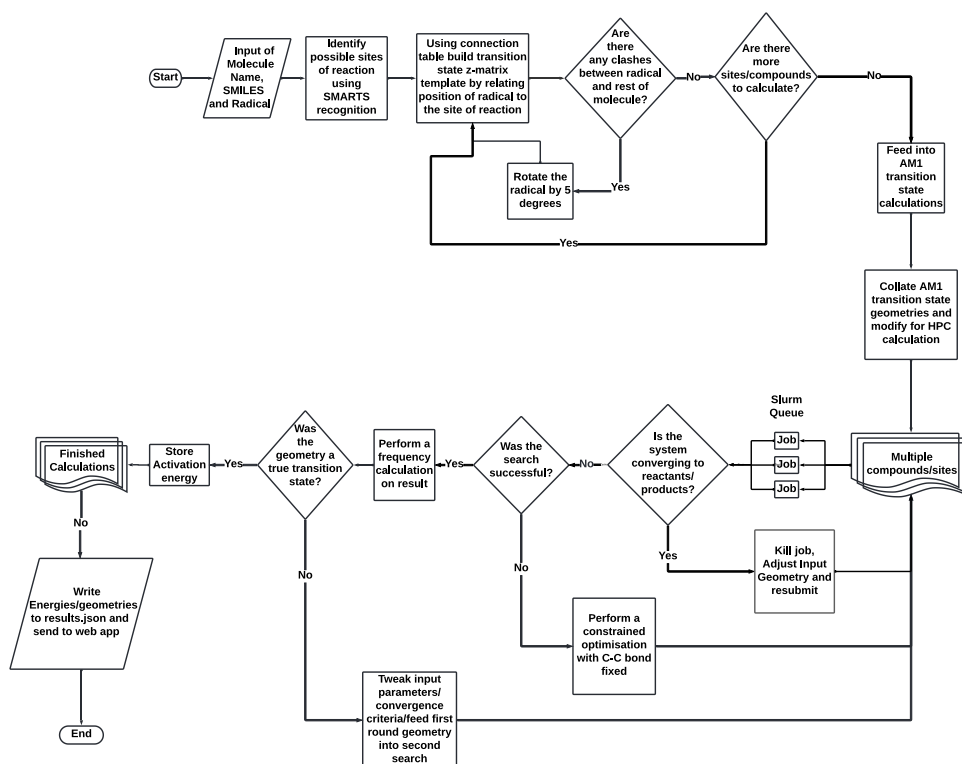 Start
Input of
Molecule
Name,
SMILES
and Radical
Identify
possible sites
of reaction
using
SMARTS
recognition
Using connection
table build transition
state z-matrix
template by relating
position of radical to
the site of reaction
Are
there
any clashes
between radical
and rest of
molecule?
No
Are there
more
sites/compounds
to calculate?
No
Yes
Rotate the
radical by 5
degrees
Yes
Feed into
AM1
transition
state
calculations
Collate AM1
transition state
geometries and
modify for HPC
calculation
Multiple
compounds/sites
Slurm
Queue
Job
Job
Job
Is the
system
converging to
reactants/
products?
No
Yes
Kill job,
Adjust Input
Geometry and
resubmit
Was the
search
successful?
Yes
No
Perform a
constrained
optimisation
with C-C bond
fixed
Perform a
frequency
calculation
on result
Was
the
geometry a
true transition
state?
Yes
No
Tweak input
parameters/
convergence
criteria/feed first
round geometry
into second
search
Store
Activation
energy
Finished
Calculations
No
Write
Energies/geometries
to results.json and
send to web app
End